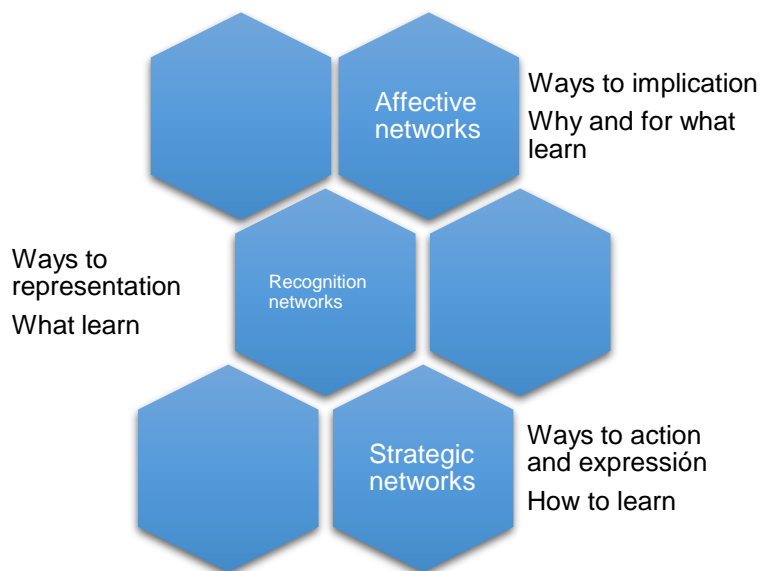 Affective
networks
Ways to implication
Why and for what
learn
Ways to
representation
What learn
Recognition
networks
Strategic
networks
Ways to action
and expressión
How to learn